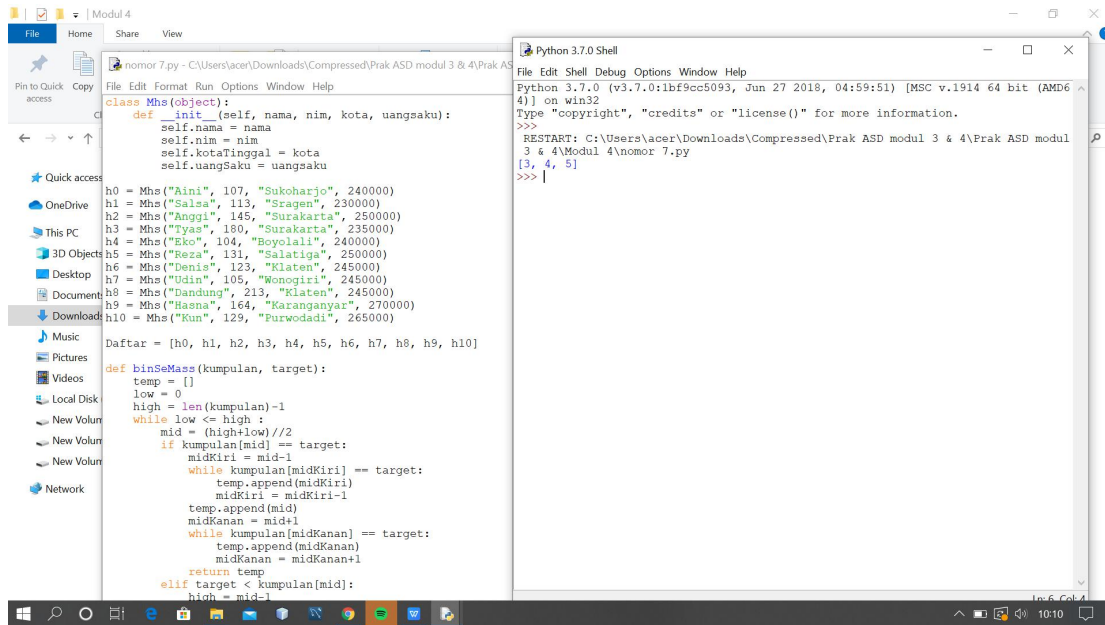 Modul 4
File Home Share View
Pin to Quick access
Copy
Quick access
OneDrive
This PC
3D Objects
Desktop
Documents
Downloads
Music
Pictures
Videos
Local Disk
New Volum
New Volum
New Volum
Network
nomor 7.py - C:\Users\acer\Downloads\Compressed\Prak ASD modul 3 & 4\Prak AS
File Edit Format Run Options Window Help
class Mhs(object):
    def __init__(self, nama, nim, kota, uangsaku):
        self.nama = nama
        self.nim = nim
        self.kotaTinggal = kota
        self.uangSaku = uangsaku
h0 = Mhs("Aini", 107, "Sukoharjo", 240000)
h1 = Mhs("Salsa", 113, "Sragen", 230000)
h2 = Mhs("Anggi", 145, "Surakarta", 250000)
h3 = Mhs("Tyas", 180, "Surakarta", 235000)
h4 = Mhs("Eko", 104, "Boyolali", 240000)
h5 = Mhs("Reza", 131, "Salatiga", 250000)
h6 = Mhs("Denis", 123, "Klaten", 245000)
h7 = Mhs("Udin", 105, "Wonogiri", 245000)
h8 = Mhs("Dandung", 213, "Klaten", 245000)
h9 = Mhs("Hasna", 164, "Karanganyar", 270000)
h10 = Mhs("Kun", 129, "Purwodadi", 265000)
Daftar = [h0, h1, h2, h3, h4, h5, h6, h7, h8, h9, h10]
def binSeMass(kumpulan, target):
    temp = []
    low = 0
    high = len(kumpulan)-1
    while low <= high :
        mid = (high+low)//2
        if kumpulan[mid] == target:
            midKiri = mid-1
            while kumpulan[midKiri] == target:
                temp.append(midKiri)
                midKiri = midKiri-1
            temp.append(mid)
            midKanan = mid+1
            while kumpulan[midKanan] == target:
                temp.append(midKanan)
                midKanan = midKanan+1
            return temp
        elif target < kumpulan[mid]:
            high = mid-1
Python 3.7.0 Shell
File Edit Shell Debug Options Window Help
Python 3.7.0 (v3.7.0:1bf9cc5093, Jun 27 2018, 04:59:51) [MSC v.1914 64 bit (AMD6
4)] on win32
Type "copyright", "credits" or "license()" for more information.
>>>
 RESTART: C:\Users\acer\Downloads\Compressed\Prak ASD modul 3 & 4\Prak ASD modul
 3 & 4\Modul 4\nomor 7.py
[3, 4, 5]
>>>
Ln: 6 Col: 4
10:10